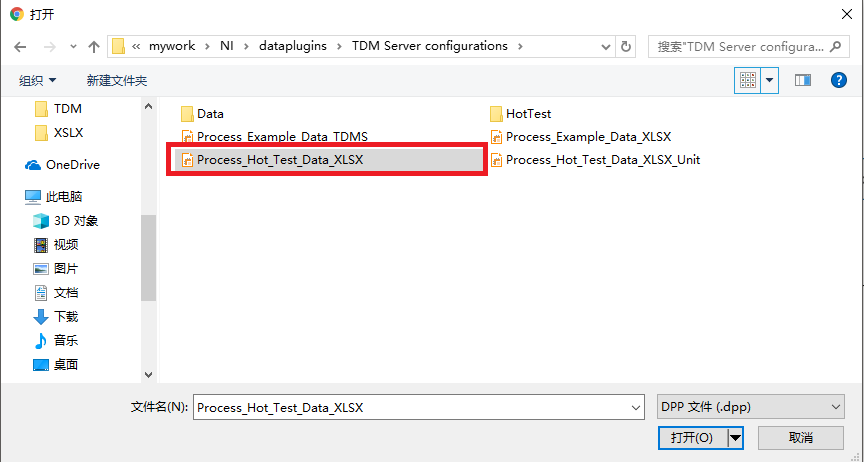 打开
« mywork > NI > dataplugins > TDM Server configurations >
搜索"TDM Server configura...
组织
新建文件夹
TDM
XSLX
OneDrive
此电脑
3D 对象
视频
图片
文档
下载
音乐
桌面
Data
HotTest
Process_Example_Data_TDMS
Process_Example_Data_XLSX
Process_Hot_Test_Data_XLSX
Process_Hot_Test_Data_XLSX_Unit
文件名(N):
Process_Hot_Test_Data_XLSX
DPP 文件 (.dpp)
打开(O)
取消